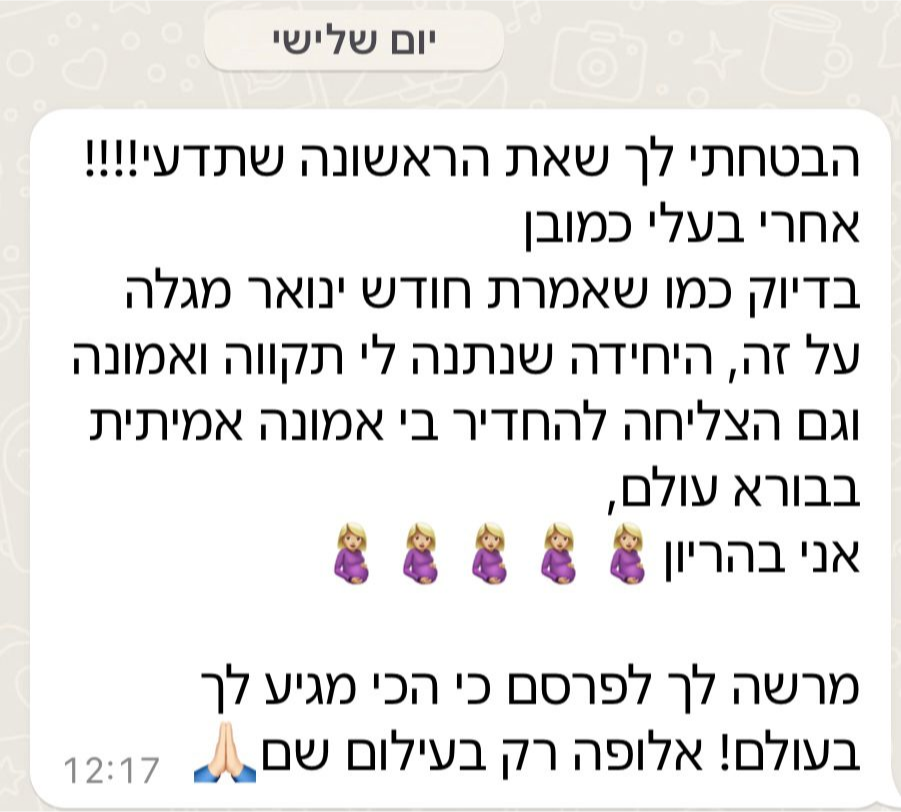 יום שלישי
הבטחתי לך שאת הראשונה שתדעי!!!!
אחרי בעלי כמובן
בדיוק כמו שאמרת חודש ינואר מגלה
על זה, היחידה שנתנה לי תקווה ואמונה
וגם הצליחה להחדיר בי אמונה אמיתית
בבורא עולם,
אני בהריון 🤰🏼🤰🏼🤰🏼🤰🏼🤰🏼
מרשה לך לפרסם כי הכי מגיע לך
בעולם! אלופה רק בעילום שם🙏🏻
12:17